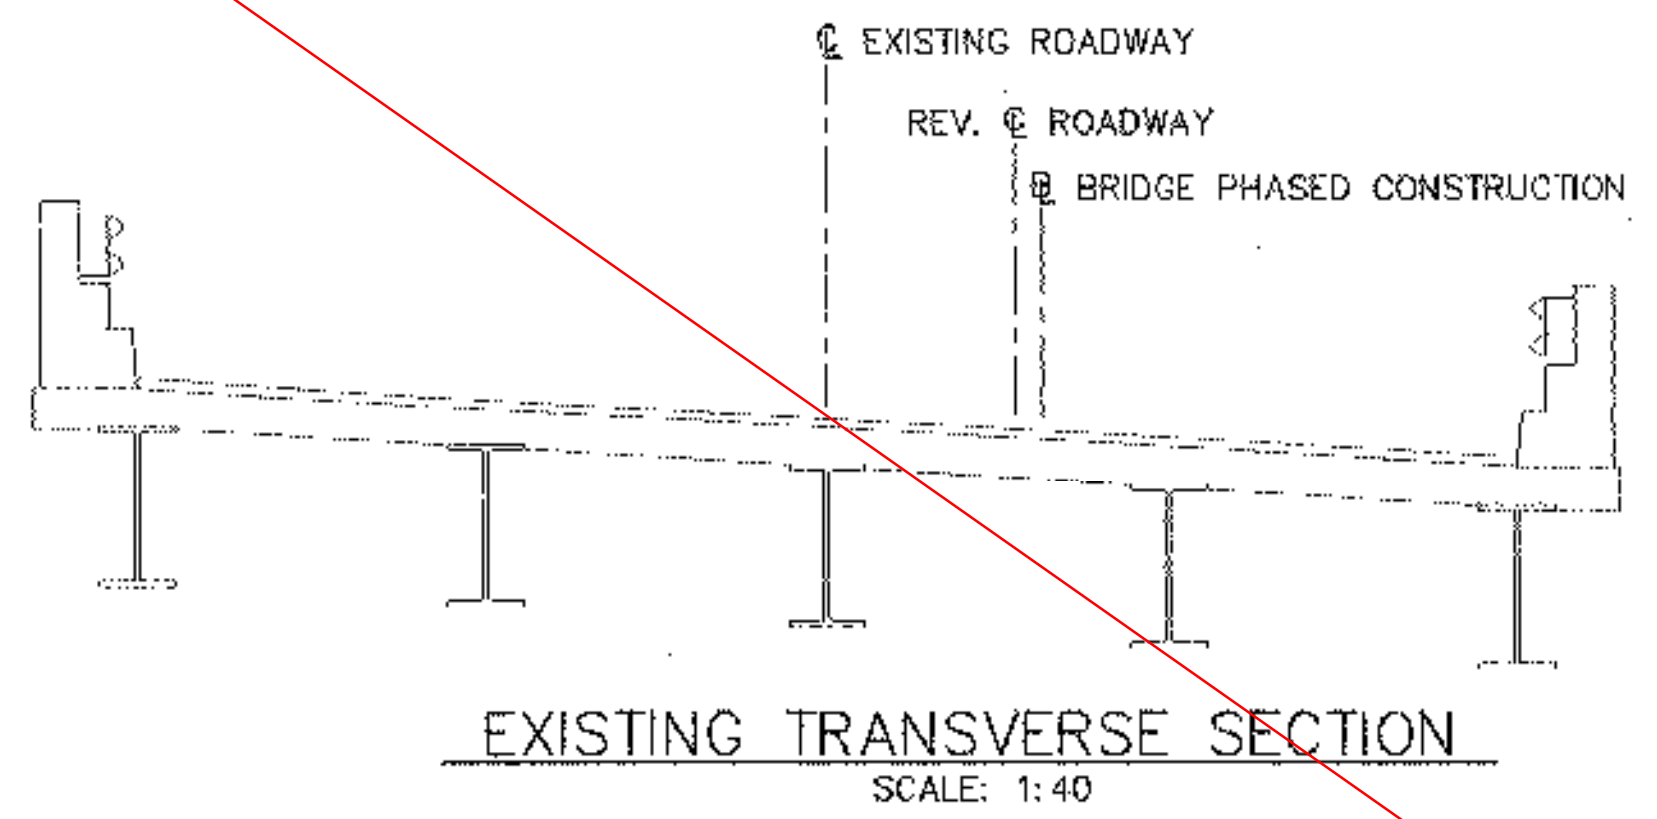 ℄ EXISTING ROADWAY
REV. ℄ ROADWAY
℄ BRIDGE PHASED CONSTRUCTION
EXISTING TRANSVERSE SECTION
SCALE: 1:40